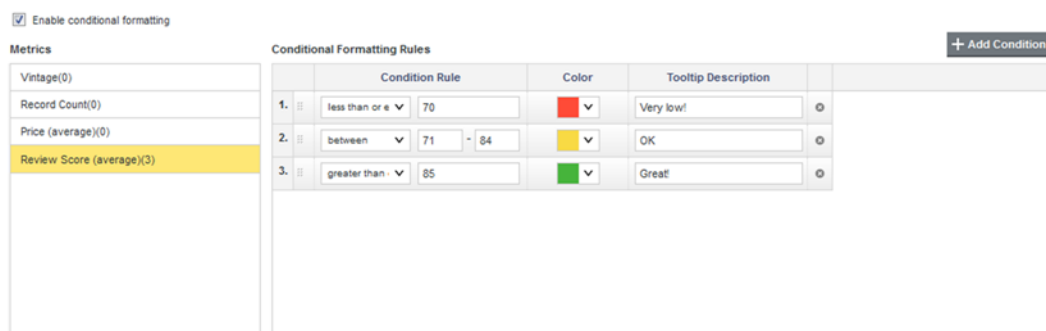 Enable conditional formatting
Metrics
Conditional Formatting Rules
+ Add Condition
Vintage(0)
Record Count(0)
Price (average)(0)
Review Score (average)(3)
Condition Rule Color Tooltip Description
1. less than or e 70 Very low!
2. between 71 - 84 OK
3. greater than 85 Great!